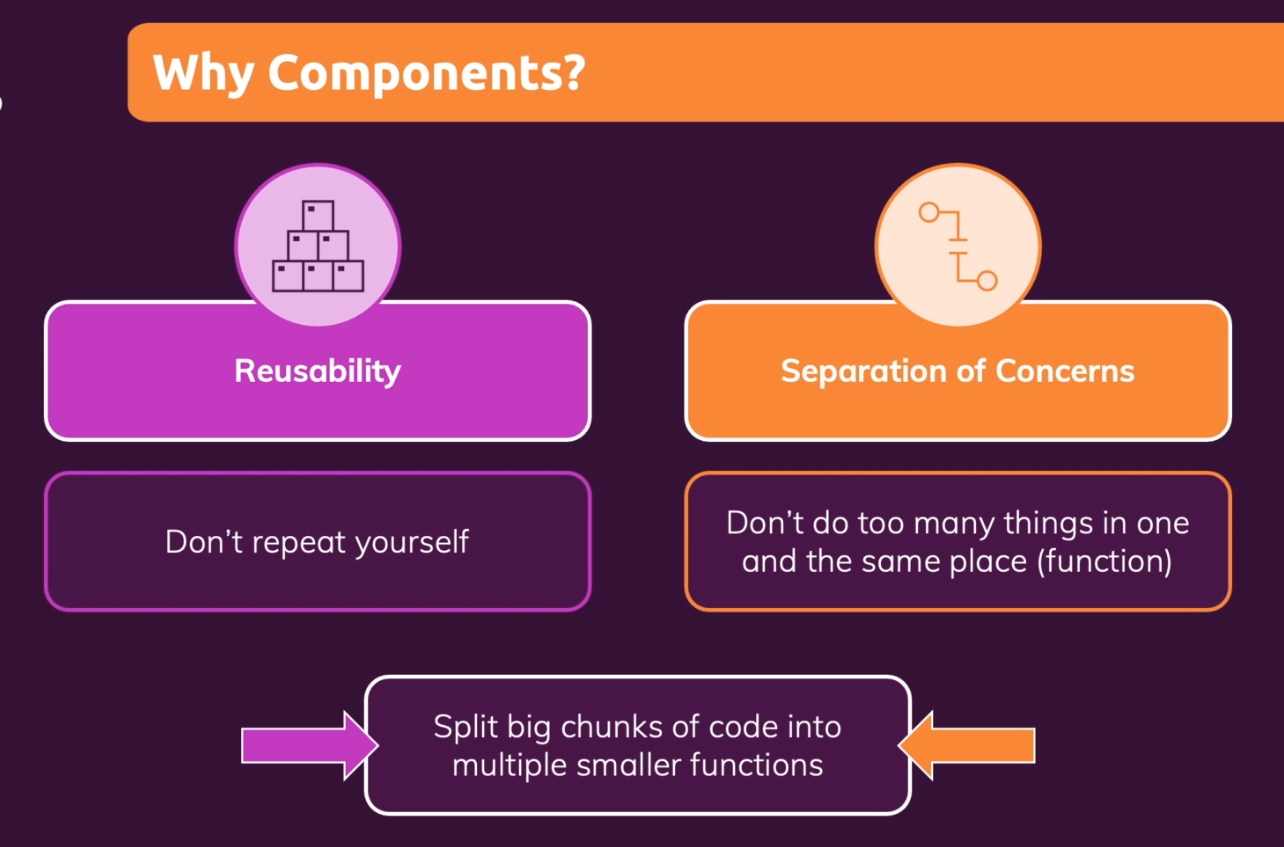 Why Components?
Reusability
Separation of Concerns
Don’t repeat yourself
Don’t do too many things in one
and the same place (function)
Split big chunks of code into
multiple smaller functions